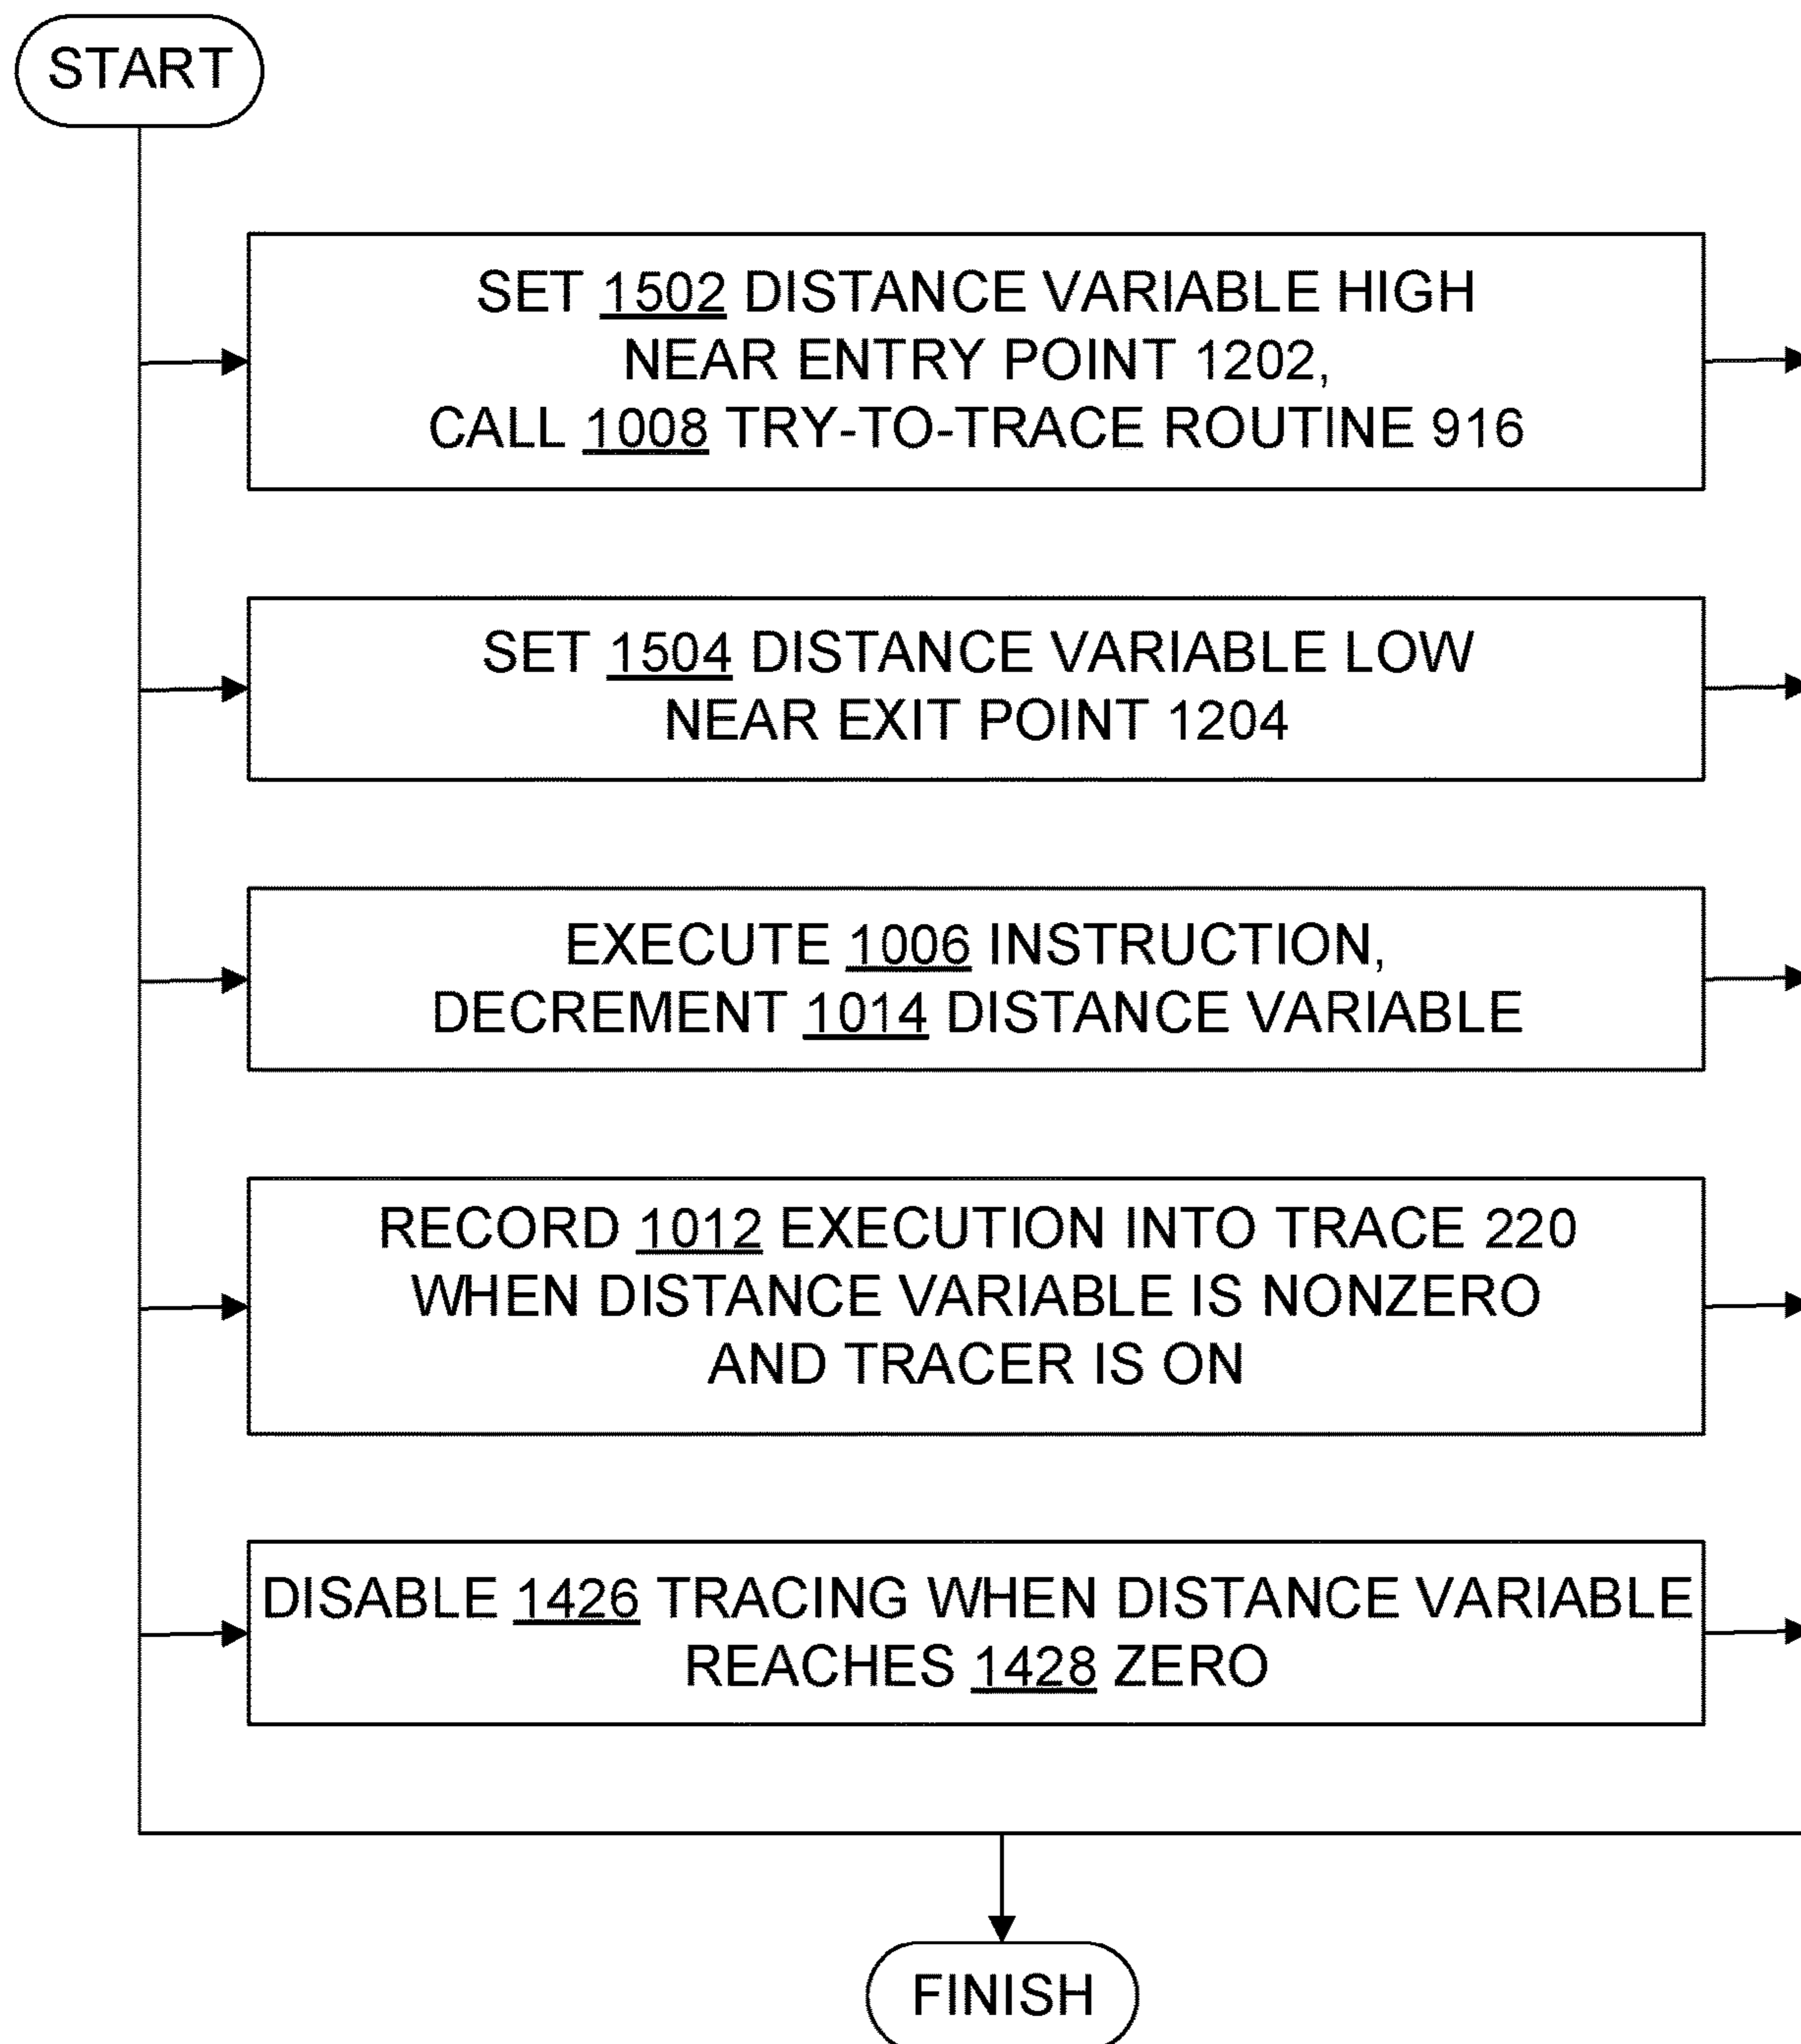 START
SET 1502 DISTANCE VARIABLE HIGH
NEAR ENTRY POINT 1202,
CALL 1008 TRY-TO-TRACE ROUTINE 916
SET 1504 DISTANCE VARIABLE LOW
NEAR EXIT POINT 1204
EXECUTE 1006 INSTRUCTION,
DECREMENT 1014 DISTANCE VARIABLE
RECORD 1012 EXECUTION INTO TRACE 220
WHEN DISTANCE VARIABLE IS NONZERO
AND TRACER IS ON
DISABLE 1426 TRACING WHEN DISTANCE VARIABLE
REACHES 1428 ZERO
FINISH